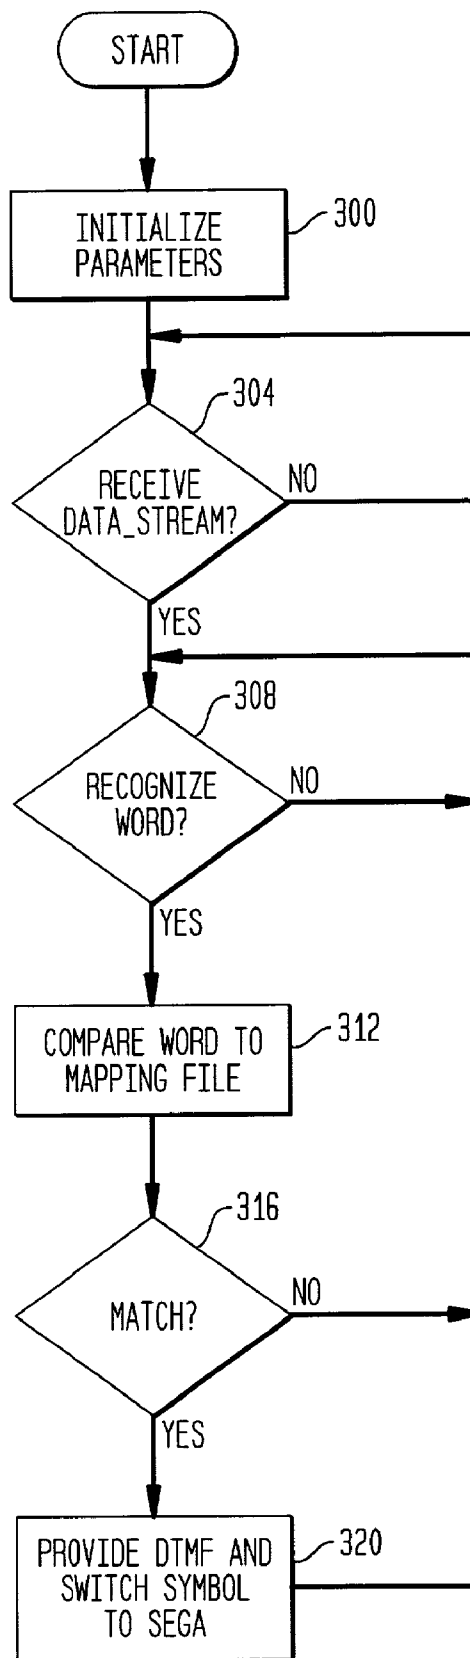 START
INITIALIZE
PARAMETERS
300
304
RECEIVE
DATA_STREAM?
NO
YES
308
RECOGNIZE
WORD?
NO
YES
COMPARE WORD TO
MAPPING FILE
312
316
MATCH?
NO
YES
PROVIDE DTMF AND
SWITCH SYMBOL
TO SEGA
320